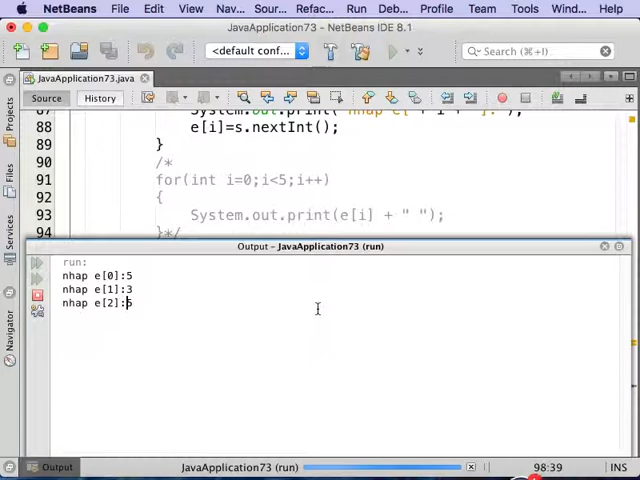 NetBeans File Edit View Nav... Sour... Refac... Run Deb... Profile Team Tools Win... H...
JavaApplication73 - NetBeans IDE 8.1
<default conf... Search (⌘+I)
JavaApplication73.java
Source History
87 System.out.print("nhap e[" + i + "]:");
88 e[i]=s.nextInt();
89 }
90 /*
91 for(int i=0;i<5;i++)
92 {
93 System.out.print(e[i] + " ");
94 }*/
Projects
Files
Services
Navigator
Output - JavaApplication73 (run)
run:
nhap e[0]:5
nhap e[1]:3
nhap e[2]:5
Output JavaApplication73 (run) 98:39 INS